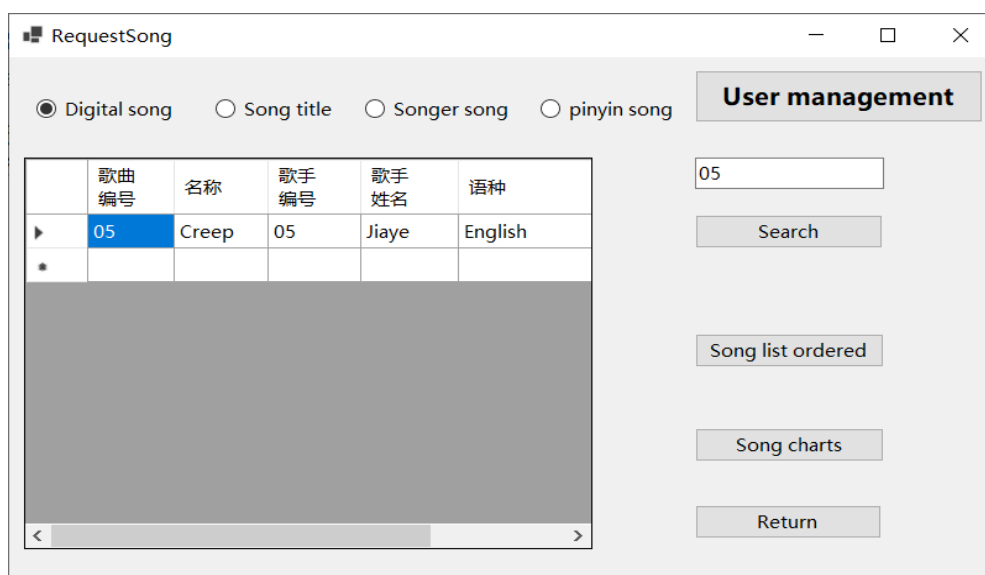 RequestSong
Digital song Song title Songer song pinyin song User management
歌曲编号 名称 歌手编号 歌手姓名 语种
05 Creep 05 Jiaye English
05
Search
Song list ordered
Song charts
Return